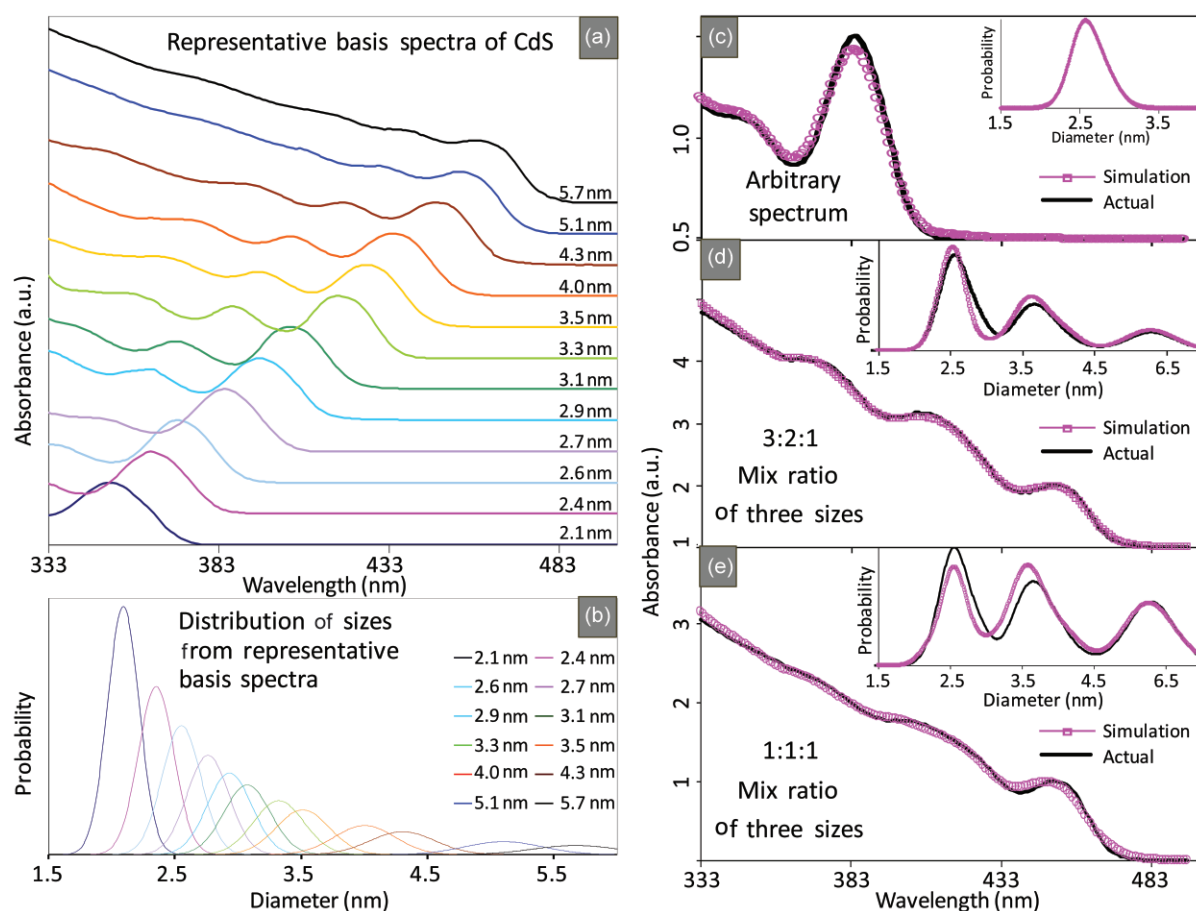 Representative basis spectra of CdS
(a)
5.7 nm
5.1 nm
4.3 nm
4.0 nm
3.5 nm
3.3 nm
3.1 nm
2.9 nm
2.7 nm
2.6 nm
2.4 nm
2.1 nm
Absorbance (a.u.)
333 383 433 483
Wavelength (nm)
Distribution of sizes
from representative
basis spectra
(b)
2.1 nm 2.4 nm
2.6 nm 2.7 nm
2.9 nm 3.1 nm
3.3 nm 3.5 nm
4.0 nm 4.3 nm
5.1 nm 5.7 nm
Probability
1.5 2.5 3.5 4.5 5.5
Diameter (nm)
(c)
Probability
1.5 2.5 3.5
Diameter (nm)
Arbitrary
spectrum
Simulation
Actual
1.0
0.5
(d)
Probability
1.5 2.5 3.5 4.5 6.5
Diameter (nm)
Simulation
Actual
3:2:1
Mix ratio
of three sizes
4
3
2
1
Absorbance (a.u.)
(e)
Probability
1.5 2.5 3.5 4.5 6.5
Diameter (nm)
Simulation
Actual
1:1:1
Mix ratio
of three sizes
3
2
1
0
333 383 433 483
Wavelength (nm)